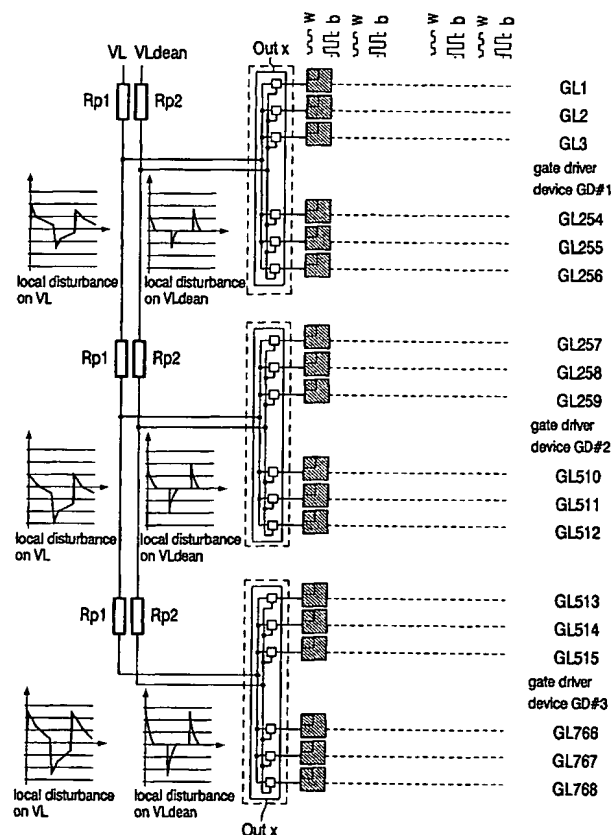 w b w b w b w b
Out x
VL VLdean
Rp1 Rp2
GL1
GL2
GL3
gate driver
device GD#1
GL254
GL255
GL256
local disturbance
on VL
local disturbance
on VLdean
Rp1 Rp2
GL257
GL258
GL259
gate driver
device GD#2
GL510
GL511
GL512
local disturbance
on VL
local disturbance
on VLdean
Rp1 Rp2
GL513
GL514
GL515
gate driver
device GD#3
GL766
GL767
GL768
local disturbance
on VL
local disturbance
on VLdean
Out x